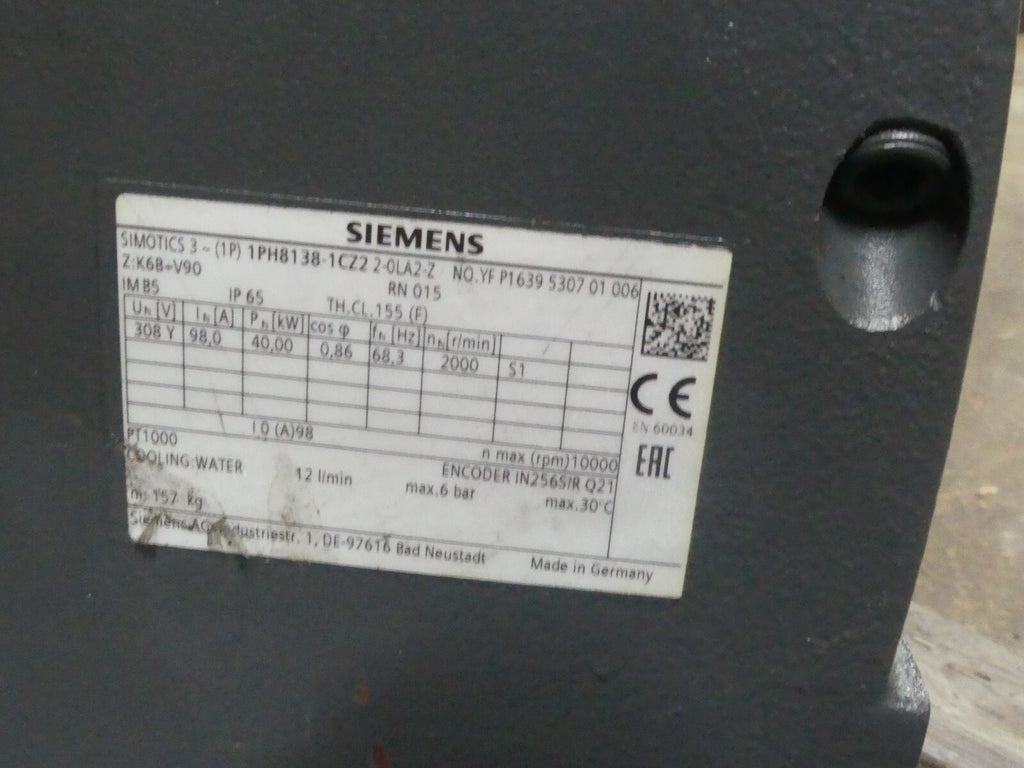 SIEMENS
SIMOTICS 3 ~ (1P) 1PH8138-1CZ2 2-0LA2-Z NO.YF P1639 5307 01 006
Z:K6B+V90 RN 015
IM B5 IP 65 TH.CL.155 (F)
UN [V] IN [A] PN [kW] cos φ fN [Hz] nN [r/min]
308 Y 98,0 40,00 0,86 68,3 2000 S1
CE
EN 60034
EAC
I 0 (A)98 n max (rpm)10000
PT1000 ENCODER IN256S/R Q21
COOLING:WATER 12 l/min max.6 bar max.30°C
m: 157 kg
Siemens AG, Industriestr. 1, DE-97616 Bad Neustadt Made in Germany